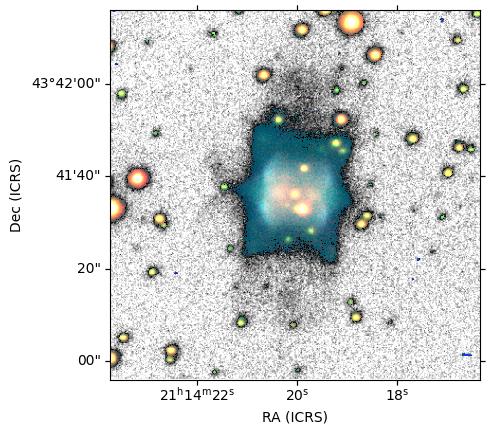 43°42'00"
41'40"
20"
00"
Dec (ICRS)
21ʰ14ᵐ22ˢ
20ˢ
18ˢ
RA (ICRS)